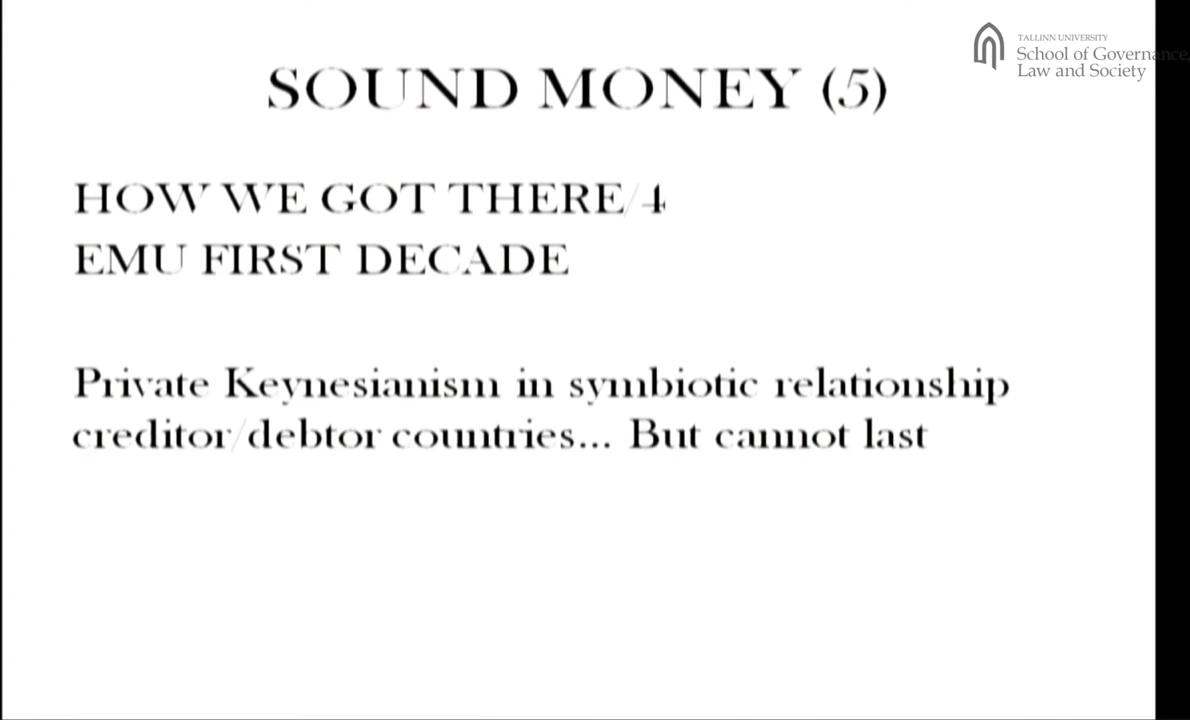 TALLINN UNIVERSITY
School of Governance,
Law and Society
SOUND MONEY (5)
HOW WE GOT THERE/4
EMU FIRST DECADE
Private Keynesianism in symbiotic relationship
creditor/debtor countries... But cannot last